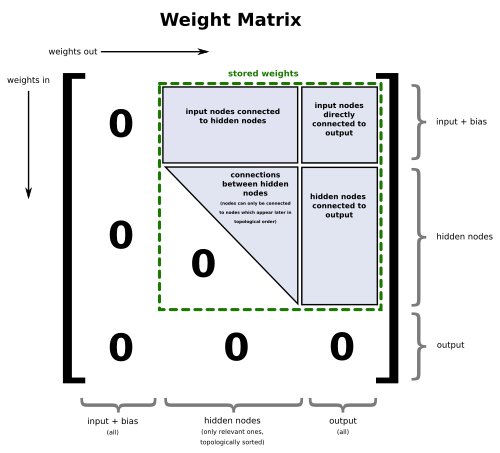 Weight Matrix
weights out
weights in
stored weights
0
input nodes connected
to hidden nodes
input nodes
directly
connected to
output
input + bias
connections
between hidden
nodes
(nodes can only be connected
to nodes which appear later in
topological order)
0
0
hidden nodes
connected to
output
hidden nodes
0
0
0
output
input + bias
(all)
hidden nodes
(only relevant ones,
topologically sorted)
output
(all)